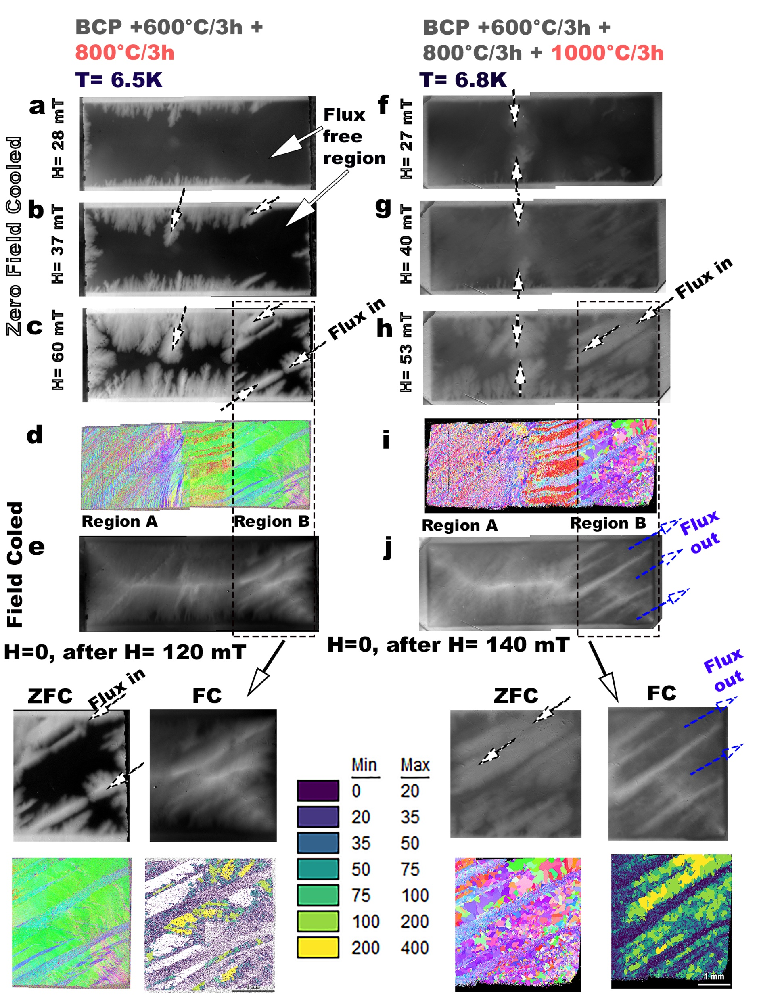 BCP +600°C/3h +
800°C/3h
T= 6.5K
BCP +600°C/3h +
800°C/3h + 1000°C/3h
T= 6.8K
Zero Field Cooled
a
H= 28 mT
Flux
free
region
b
H= 37 mT
c
H= 60 mT
Flux in
d
Region A
Region B
Field Coled
e
H=0, after H= 120 mT
f
H= 27 mT
g
H= 40 mT
h
H= 53 mT
Flux in
i
Region A
Region B
j
Flux
out
H=0, after H= 140 mT
ZFC
Flux in
FC
1 mm
Min Max
0 20
20 35
35 50
50 75
75 100
100 200
200 400
ZFC
FC
Flux
out
1 mm